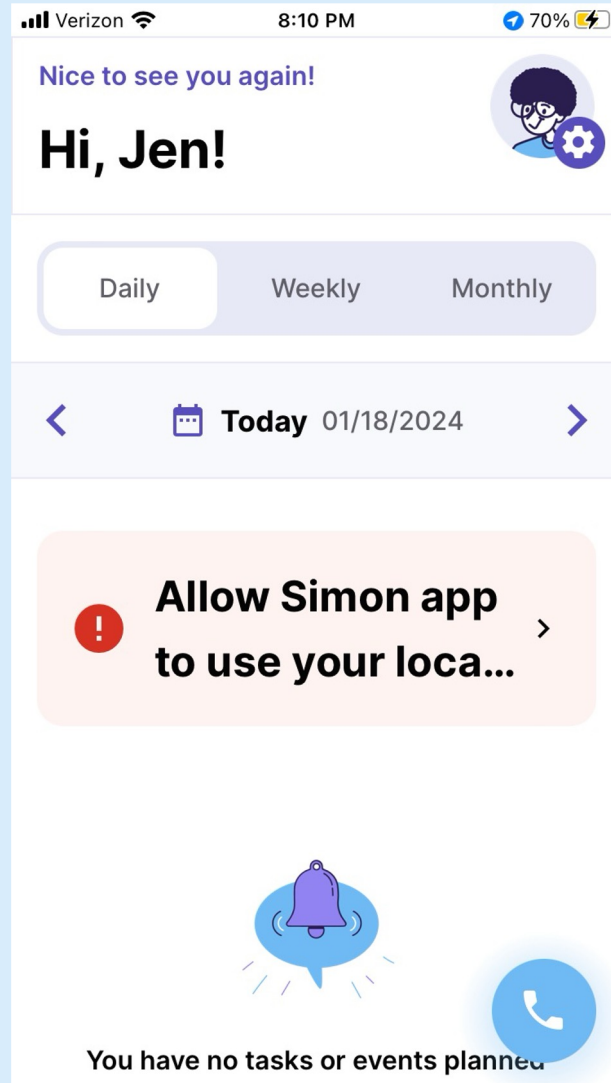 Verizon 8:10 PM 70%
Nice to see you again!
Hi, Jen!
Daily Weekly Monthly
Today 01/18/2024
Allow Simon app
to use your loca...
You have no tasks or events planned